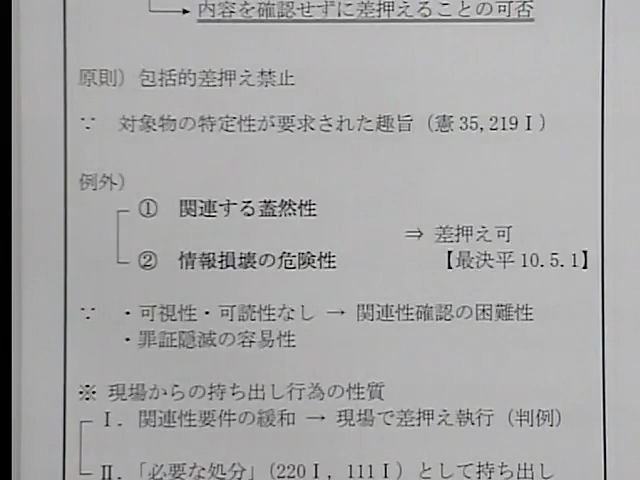 内容を確認せずに差押えることの可否
原則）包括的差押え禁止
∵ 対象物の特定性が要求された趣旨（憲35,219Ⅰ）
例外）
① 関連する蓋然性
⇒ 差押え可
② 情報損壊の危険性 【最決平10.5.1】
∵ ・可視性・可読性なし → 関連性確認の困難性
・罪証隠滅の容易性
※ 現場からの持ち出し行為の性質
Ⅰ．関連性要件の緩和 → 現場で差押え執行（判例）
Ⅱ．「必要な処分」（220Ⅰ，111Ⅰ）として持ち出し